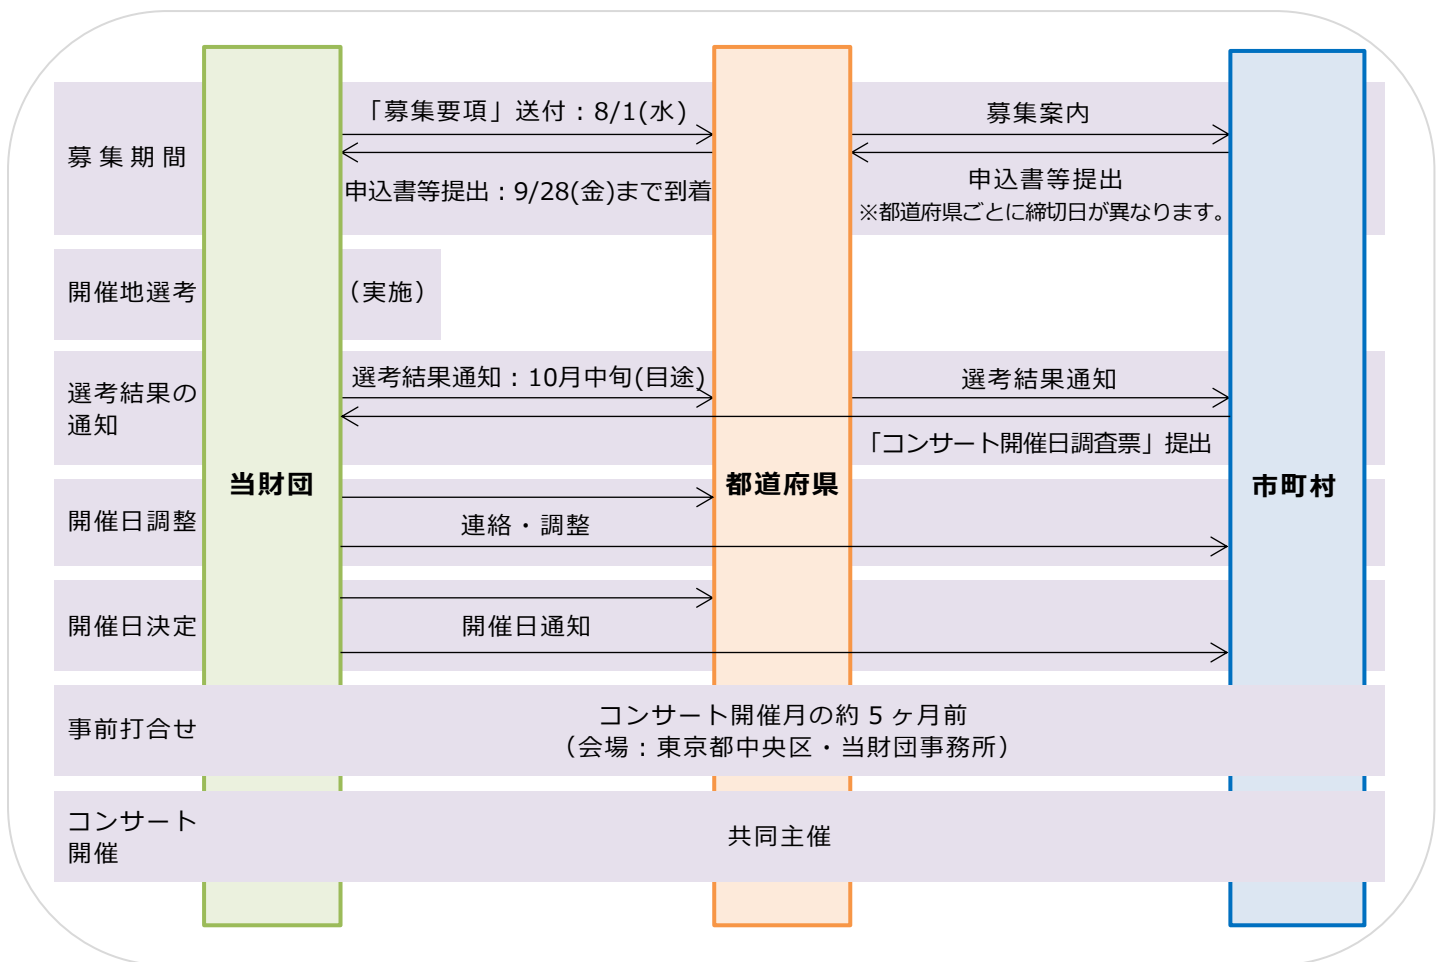 「募集要項」送付：8/1(水)
募集案内
募集期間
申込書等提出：9/28(金)まで到着
申込書等提出
※都道府県ごとに締切日が異なります。
開催地選考
（実施）
選考結果の
通知
選考結果通知：10月中旬(目途)
選考結果通知
「コンサート開催日調査票」提出
当財団
都道府県
市町村
開催日調整
連絡・調整
開催日決定
開催日通知
事前打合せ
コンサート開催月の約５ヶ月前
（会場：東京都中央区・当財団事務所）
コンサート
開催
共同主催